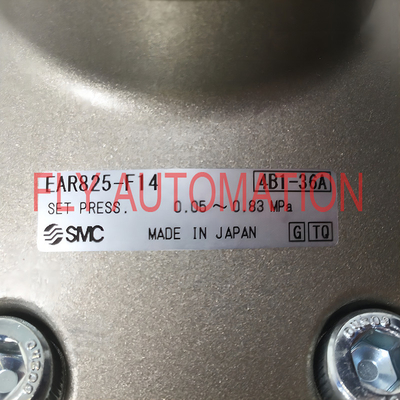 EAR825-F14 4B1-36A
FLY AUTOMATION
SET PRESS. 0.05～0.83 MPa
SMC MADE IN JAPAN G TQ